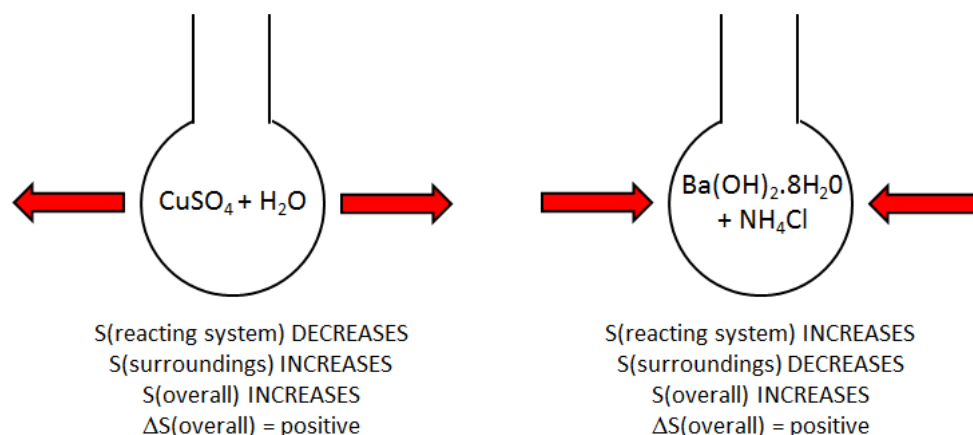 CuSO₄ + H₂O
Ba(OH)₂.8H₂0
+ NH₄Cl
S(reacting system) DECREASES
S(surroundings) INCREASES
S(overall) INCREASES
ΔS(overall) = positive
S(reacting system) INCREASES
S(surroundings) DECREASES
S(overall) INCREASES
ΔS(overall) = positive